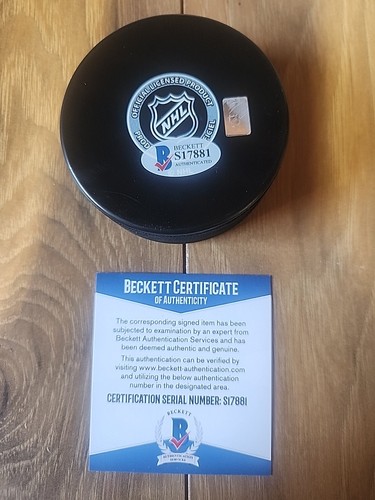 OFFICIAL LICENSED PRODUCT
NHL
BECKETT
B
S17881
AUTHENTICATED
BECKETT CERTIFICATE
OF AUTHENTICITY
The corresponding signed item has been
subjected to examination by an expert from
Beckett Authentication Services and has
been deemed authentic and genuine.
This authentication can be verified by
visiting www.beckett-authentication.com
and utilizing the below authentication
number in the designated area.
CERTIFICATION SERIAL NUMBER: S17881
BECKETT
B
AUTHENTICATION
SERVICES